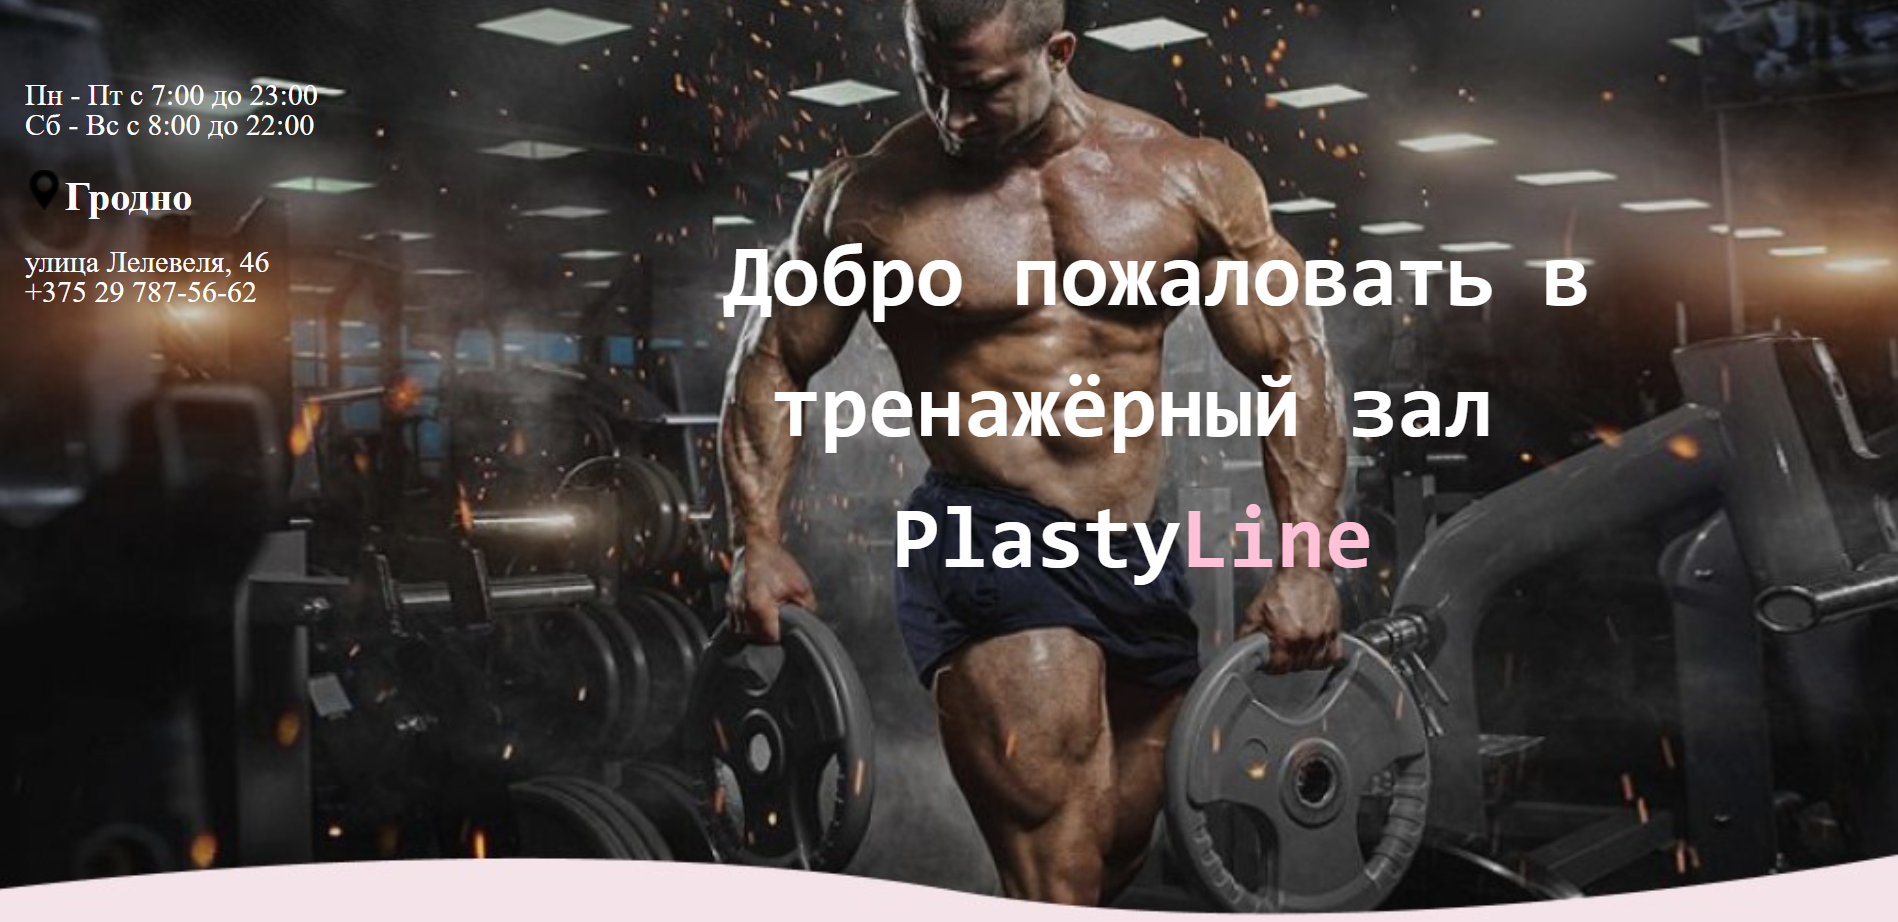 Пн - Пт с 7:00 до 23:00
Сб - Вс с 8:00 до 22:00
Гродно
улица Лелевеля, 46
+375 29 787-56-62
Добро пожаловать в
тренажёрный зал
PlastyLine